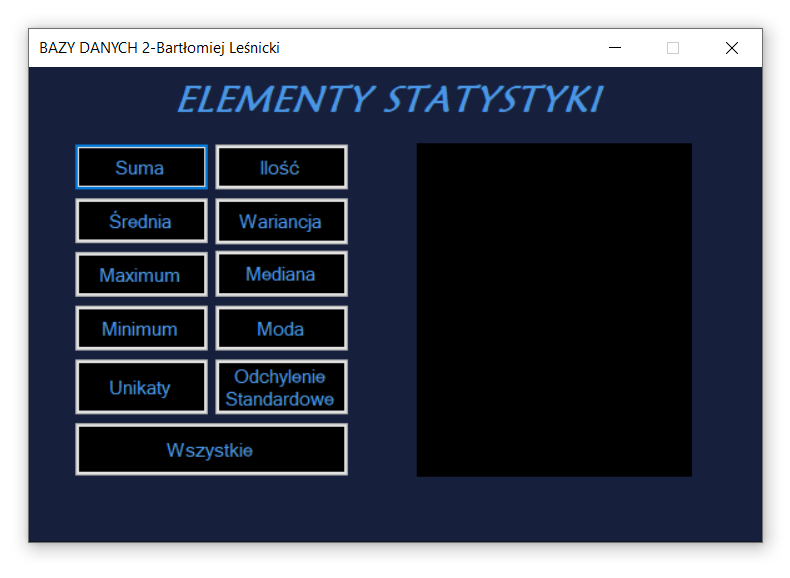 BAZY DANYCH 2-Bartłomiej Leśnicki
ELEMENTY STATYSTYKI
Suma
Ilość
Średnia
Wariancja
Maximum
Mediana
Minimum
Moda
Unikaty
Odchylenie
Standardowe
Wszystkie